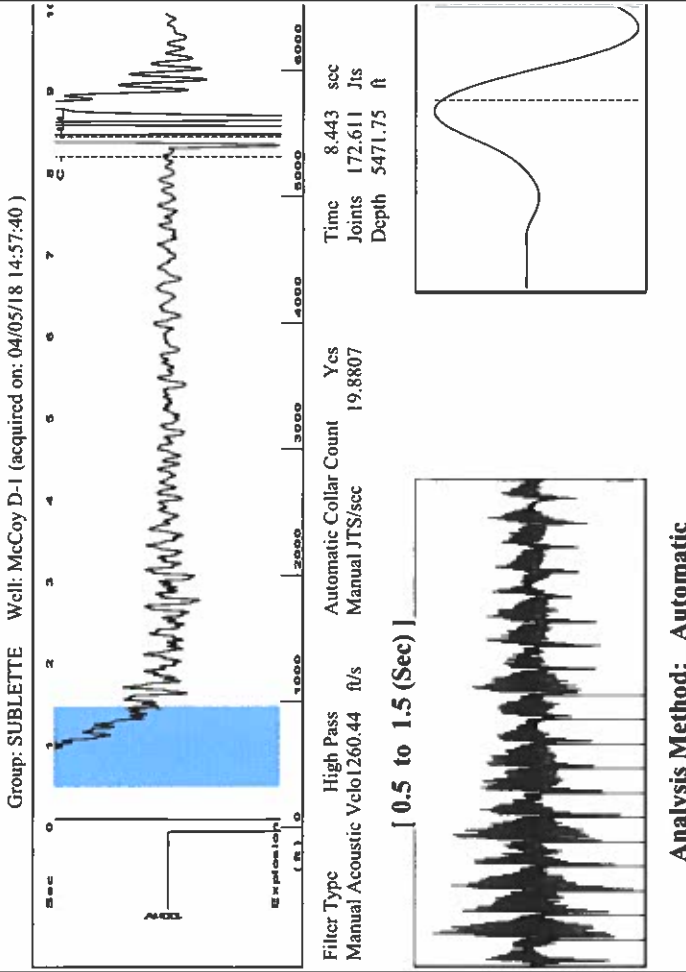 Group: SUBLETTE Well: McCoy D-1 (acquired on: 04/05/18 14:57:40 )
Sec 0 1 2 3 4 5 6 7 8 9 10
C
Explosion
(ft) 0 1000 2000 3000 4000 5000 6000
Filter Type High Pass Automatic Collar Count Yes Time 8.443 sec
Manual Acoustic Velo1260.44 ft/s Manual JTS/sec 19.8807 Joints 172.611 Jts
Depth 5471.75 ft
[ 0.5 to 1.5 (Sec) ]
Analysis Method: Automatic